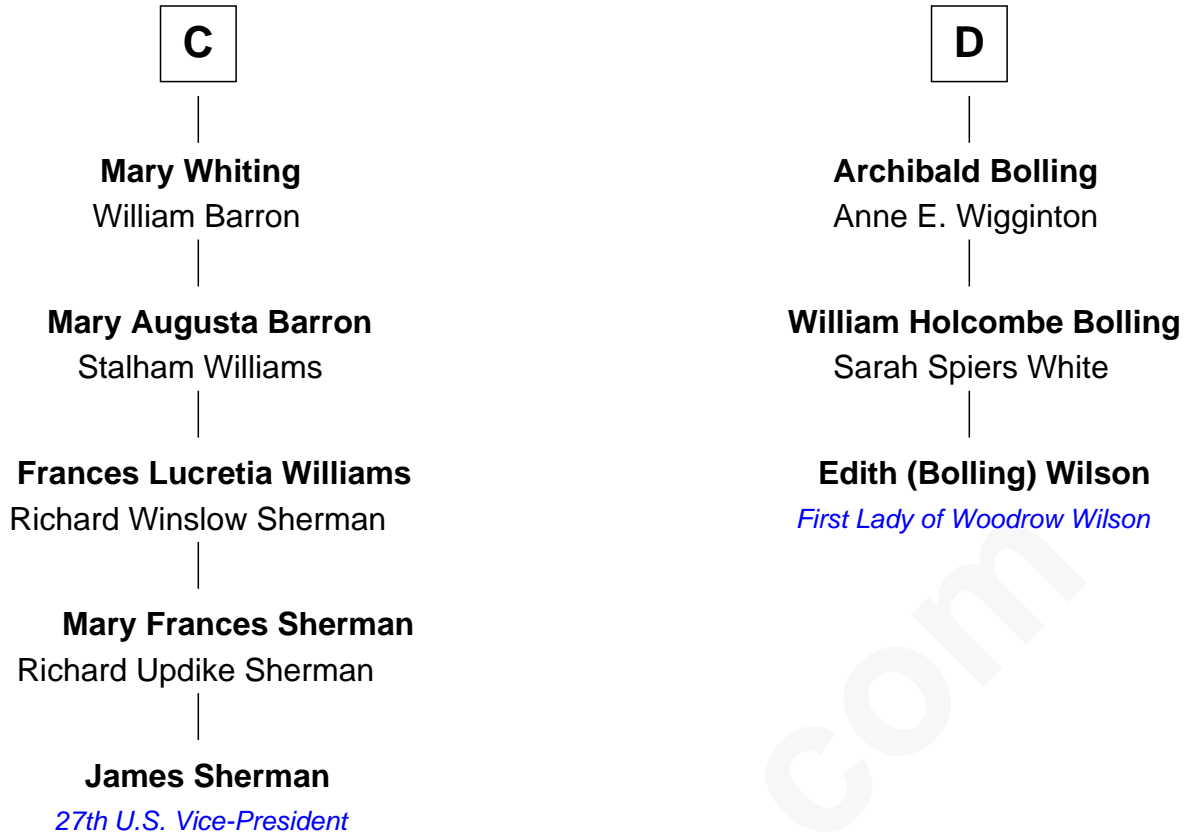 C
Mary Whiting
William Barron
Mary Augusta Barron
Stalham Williams
Frances Lucretia Williams
Richard Winslow Sherman
Mary Frances Sherman
Richard Updike Sherman
James Sherman
27th U.S. Vice-President
D
Archibald Bolling
Anne E. Wigginton
William Holcombe Bolling
Sarah Spiers White
Edith (Bolling) Wilson
First Lady of Woodrow Wilson
com